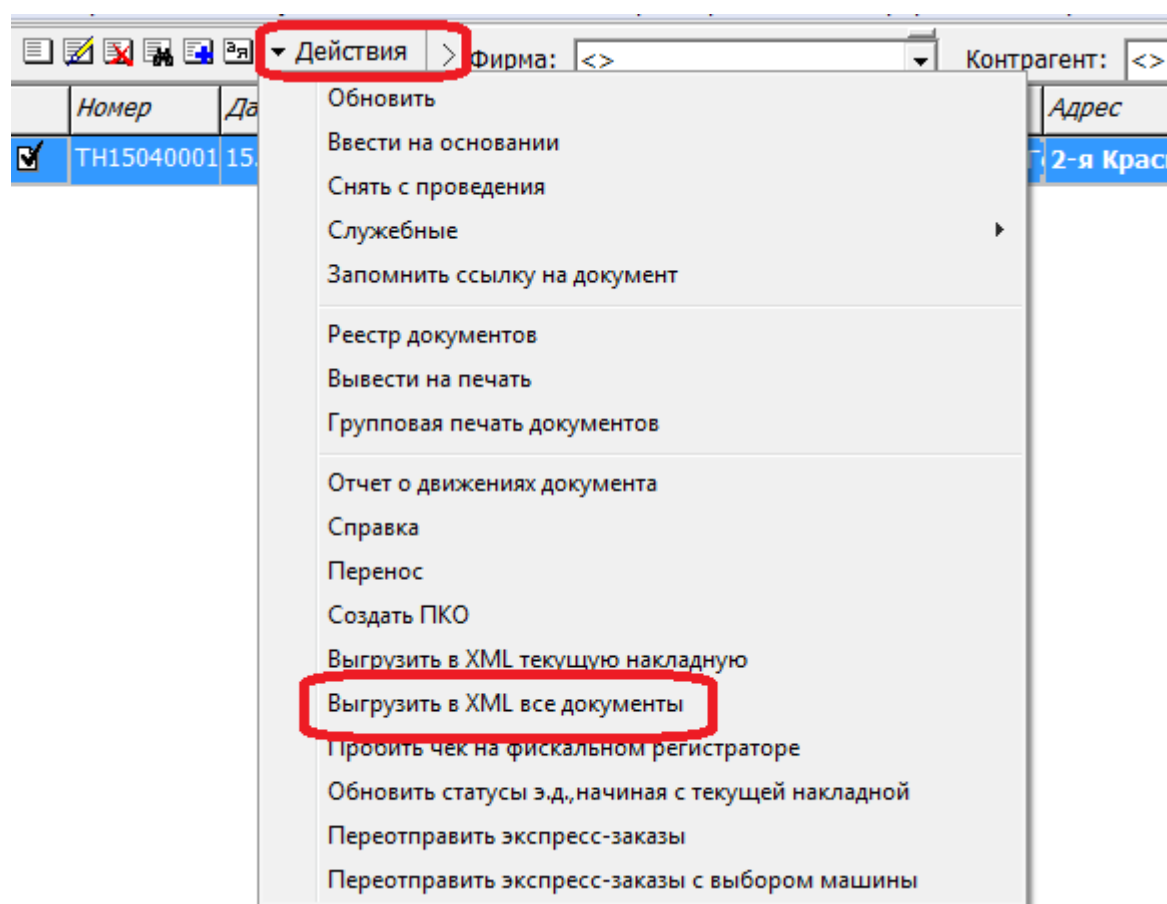 Действия > Фирма: <> Контрагент: <>
Номер Адрес
ТН15040001 15. 2-я
Обновить
Ввести на основании
Снять с проведения
Служебные
Запомнить ссылку на документ
Реестр документов
Вывести на печать
Групповая печать документов
Отчет о движениях документа
Справка
Перенос
Создать ПКО
Выгрузить в XML текущую накладную
Выгрузить в XML все документы
Пробить чек на фискальном регистраторе
Обновить статусы э.д.,начиная с текущей накладной
Переотправить экспресс-заказы
Переотправить экспресс-заказы с выбором машины